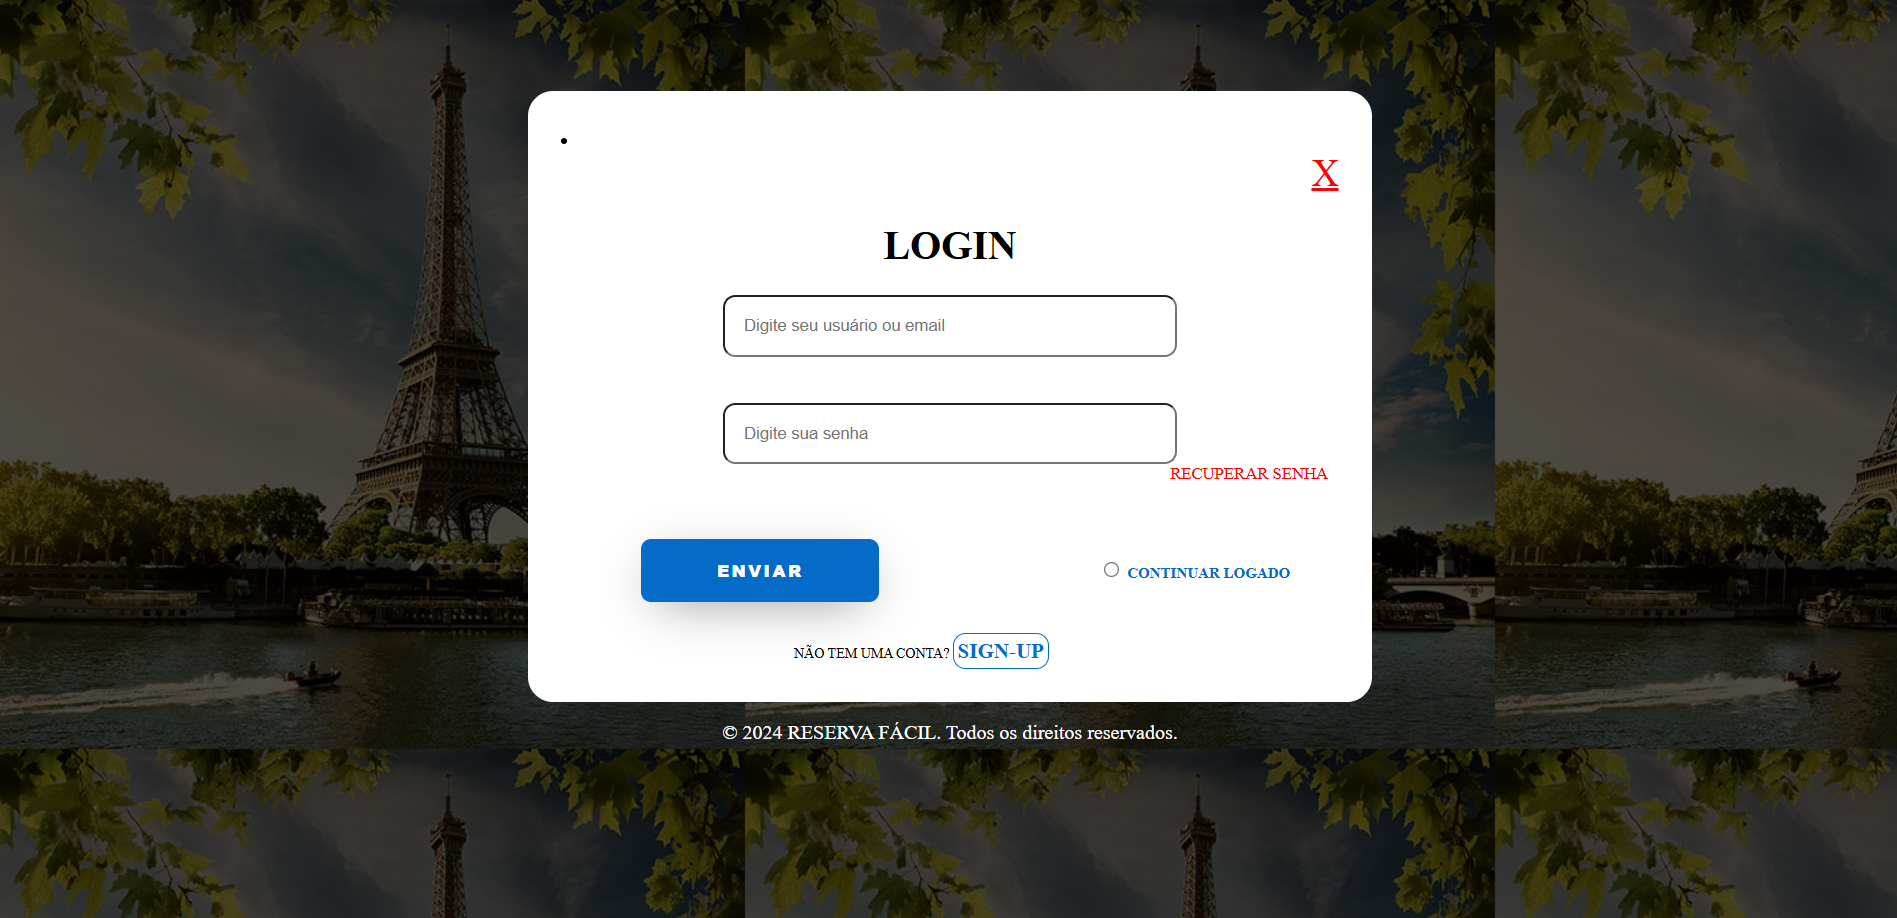 X
LOGIN
Digite seu usuário ou email
Digite sua senha
RECUPERAR SENHA
ENVIAR
CONTINUAR LOGADO
NÃO TEM UMA CONTA? SIGN-UP
© 2024 RESERVA FÁCIL. Todos os direitos reservados.